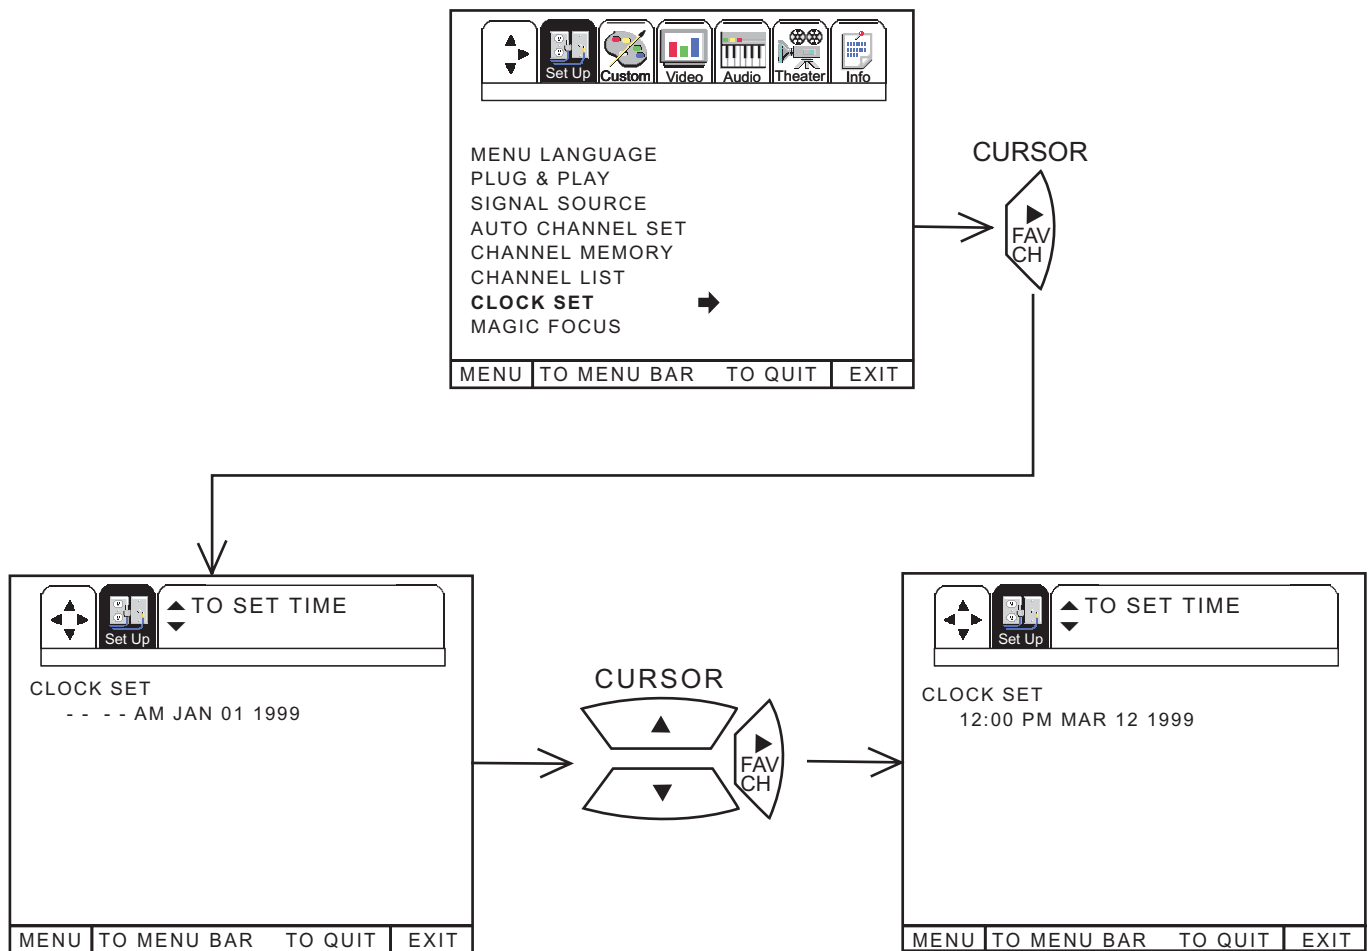 Set Up Custom Video Audio Theater Info
MENU LANGUAGE
PLUG & PLAY
SIGNAL SOURCE
AUTO CHANNEL SET
CHANNEL MEMORY
CHANNEL LIST
CLOCK SET
MAGIC FOCUS
MENU TO MENU BAR TO QUIT EXIT
CURSOR
FAV
CH
Set Up
TO SET TIME
CLOCK SET
- - - - AM JAN 01 1999
MENU TO MENU BAR TO QUIT EXIT
CURSOR
FAV
CH
Set Up
TO SET TIME
CLOCK SET
12:00 PM MAR 12 1999
MENU TO MENU BAR TO QUIT EXIT